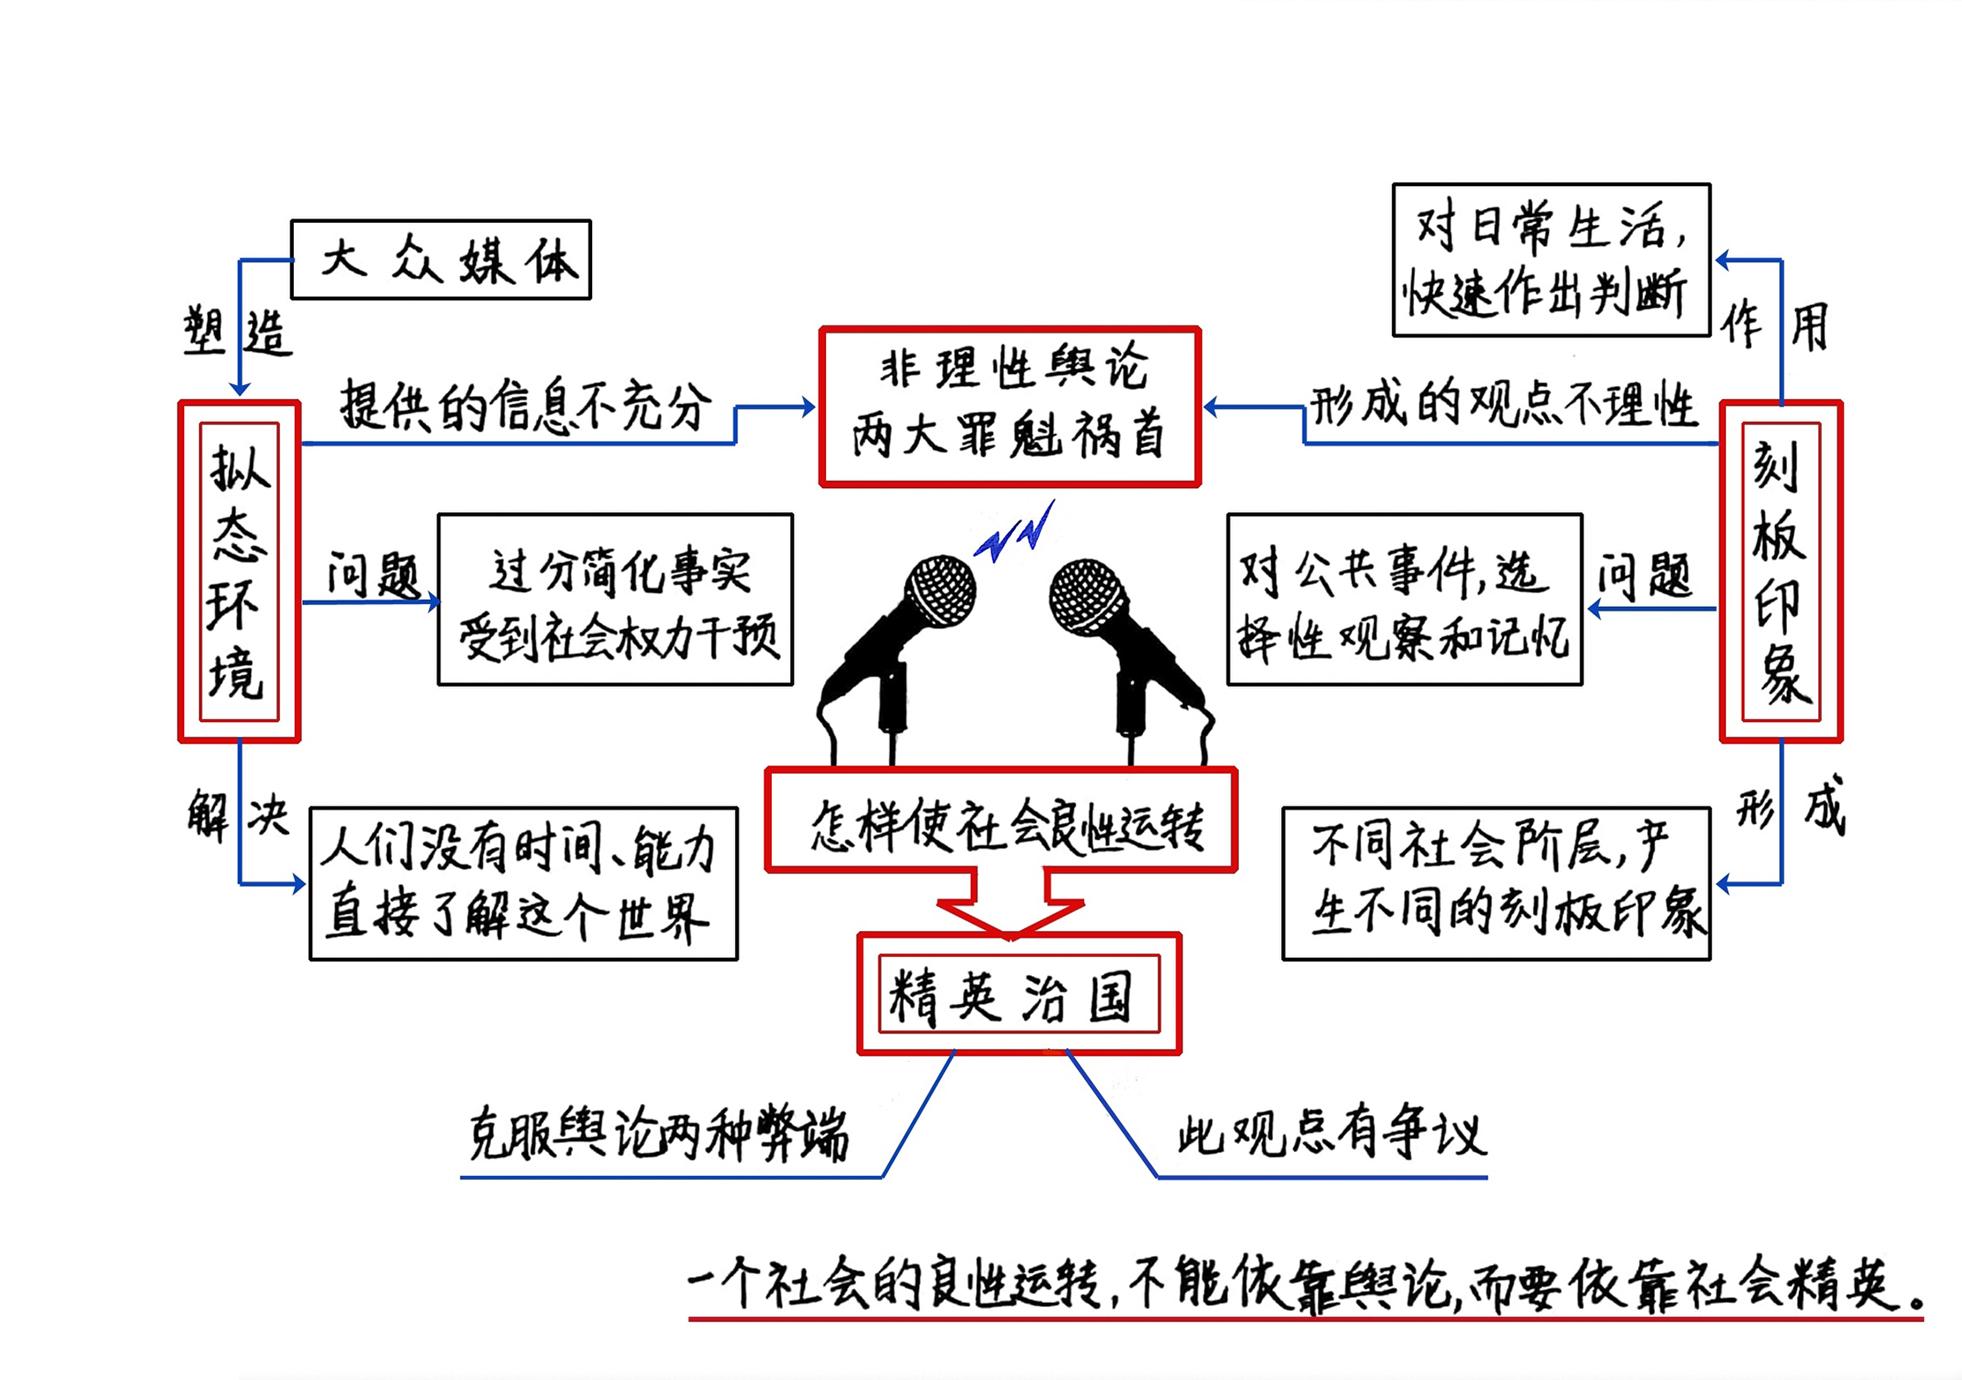 大众媒体
塑造
拟态环境
提供的信息不充分
非理性舆论
两大罪魁祸首
形成的观点不理性
对日常生活，
快速作出判断
作用
刻板印象
问题
过分简化事实
受到社会权力干预
对公共事件，选
择性观察和记忆
问题
解决
人们没有时间、能力
直接了解这个世界
怎样使社会良性运转
不同社会阶层，产
生不同的刻板印象
形成
精英治国
克服舆论两种弊端
此观点有争议
一个社会的良性运转，不能依靠舆论，而要依靠社会精英。